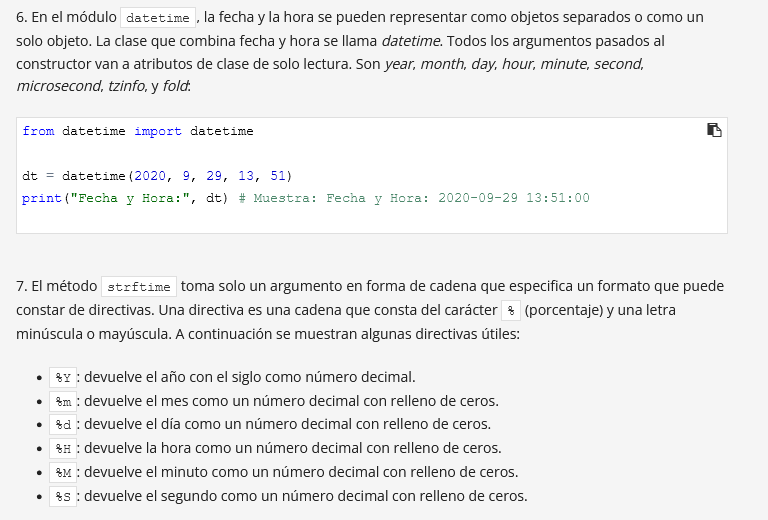 6. En el módulo datetime, la fecha y la hora se pueden representar como objetos separados o como un
solo objeto. La clase que combina fecha y hora se llama datetime. Todos los argumentos pasados al
constructor van a atributos de clase de solo lectura. Son year, month, day, hour, minute, second,
microsecond, tzinfo, y fold:
from datetime import datetime
dt = datetime(2020, 9, 29, 13, 51)
print("Fecha y Hora:", dt) # Muestra: Fecha y Hora: 2020-09-29 13:51:00
7. El método strftime toma solo un argumento en forma de cadena que especifica un formato que puede
constar de directivas. Una directiva es una cadena que consta del carácter % (porcentaje) y una letra
minúscula o mayúscula. A continuación se muestran algunas directivas útiles:
• %Y: devuelve el año con el siglo como número decimal.
• %m: devuelve el mes como un número decimal con relleno de ceros.
• %d: devuelve el día como un número decimal con relleno de ceros.
• %H: devuelve la hora como un número decimal con relleno de ceros.
• %M: devuelve el minuto como un número decimal con relleno de ceros.
• %S: devuelve el segundo como un número decimal con relleno de ceros.